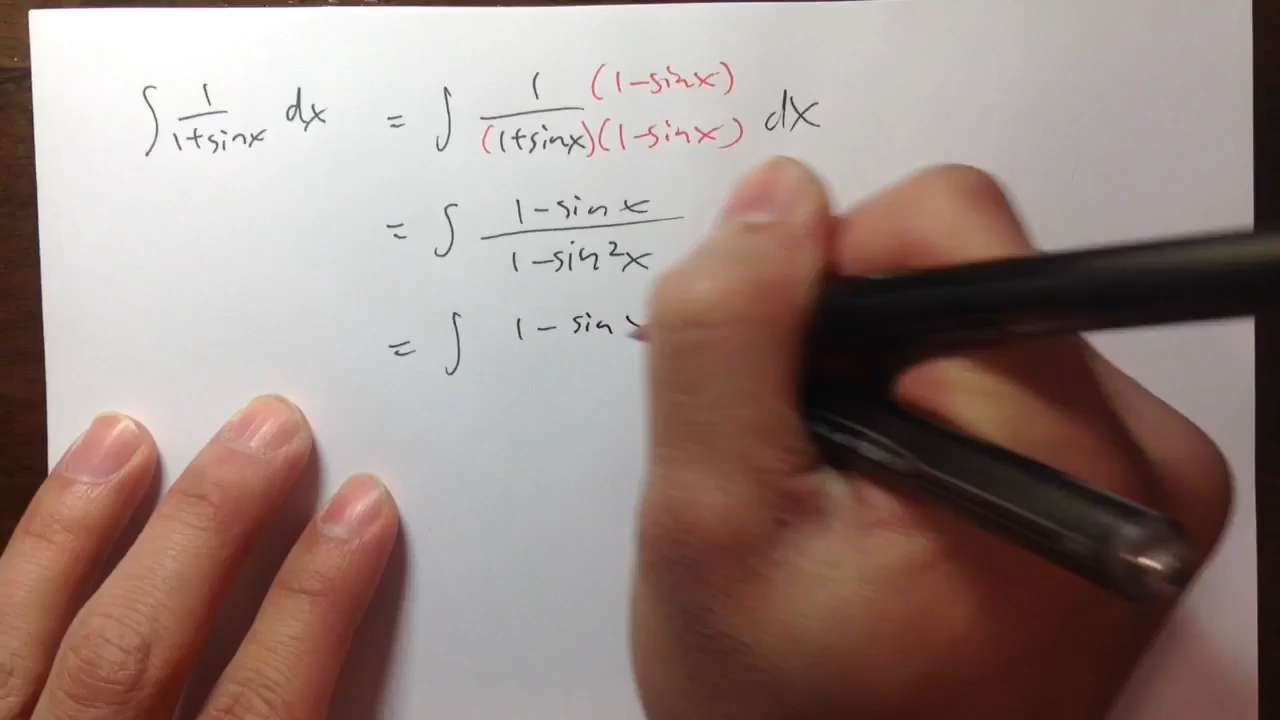 ∫ 1/(1+sinx) dx = ∫ 1 (1-sinx)/((1+sinx)(1-sinx)) dx
= ∫ (1-sinx)/(1-sin²x)
= ∫ 1 - sin